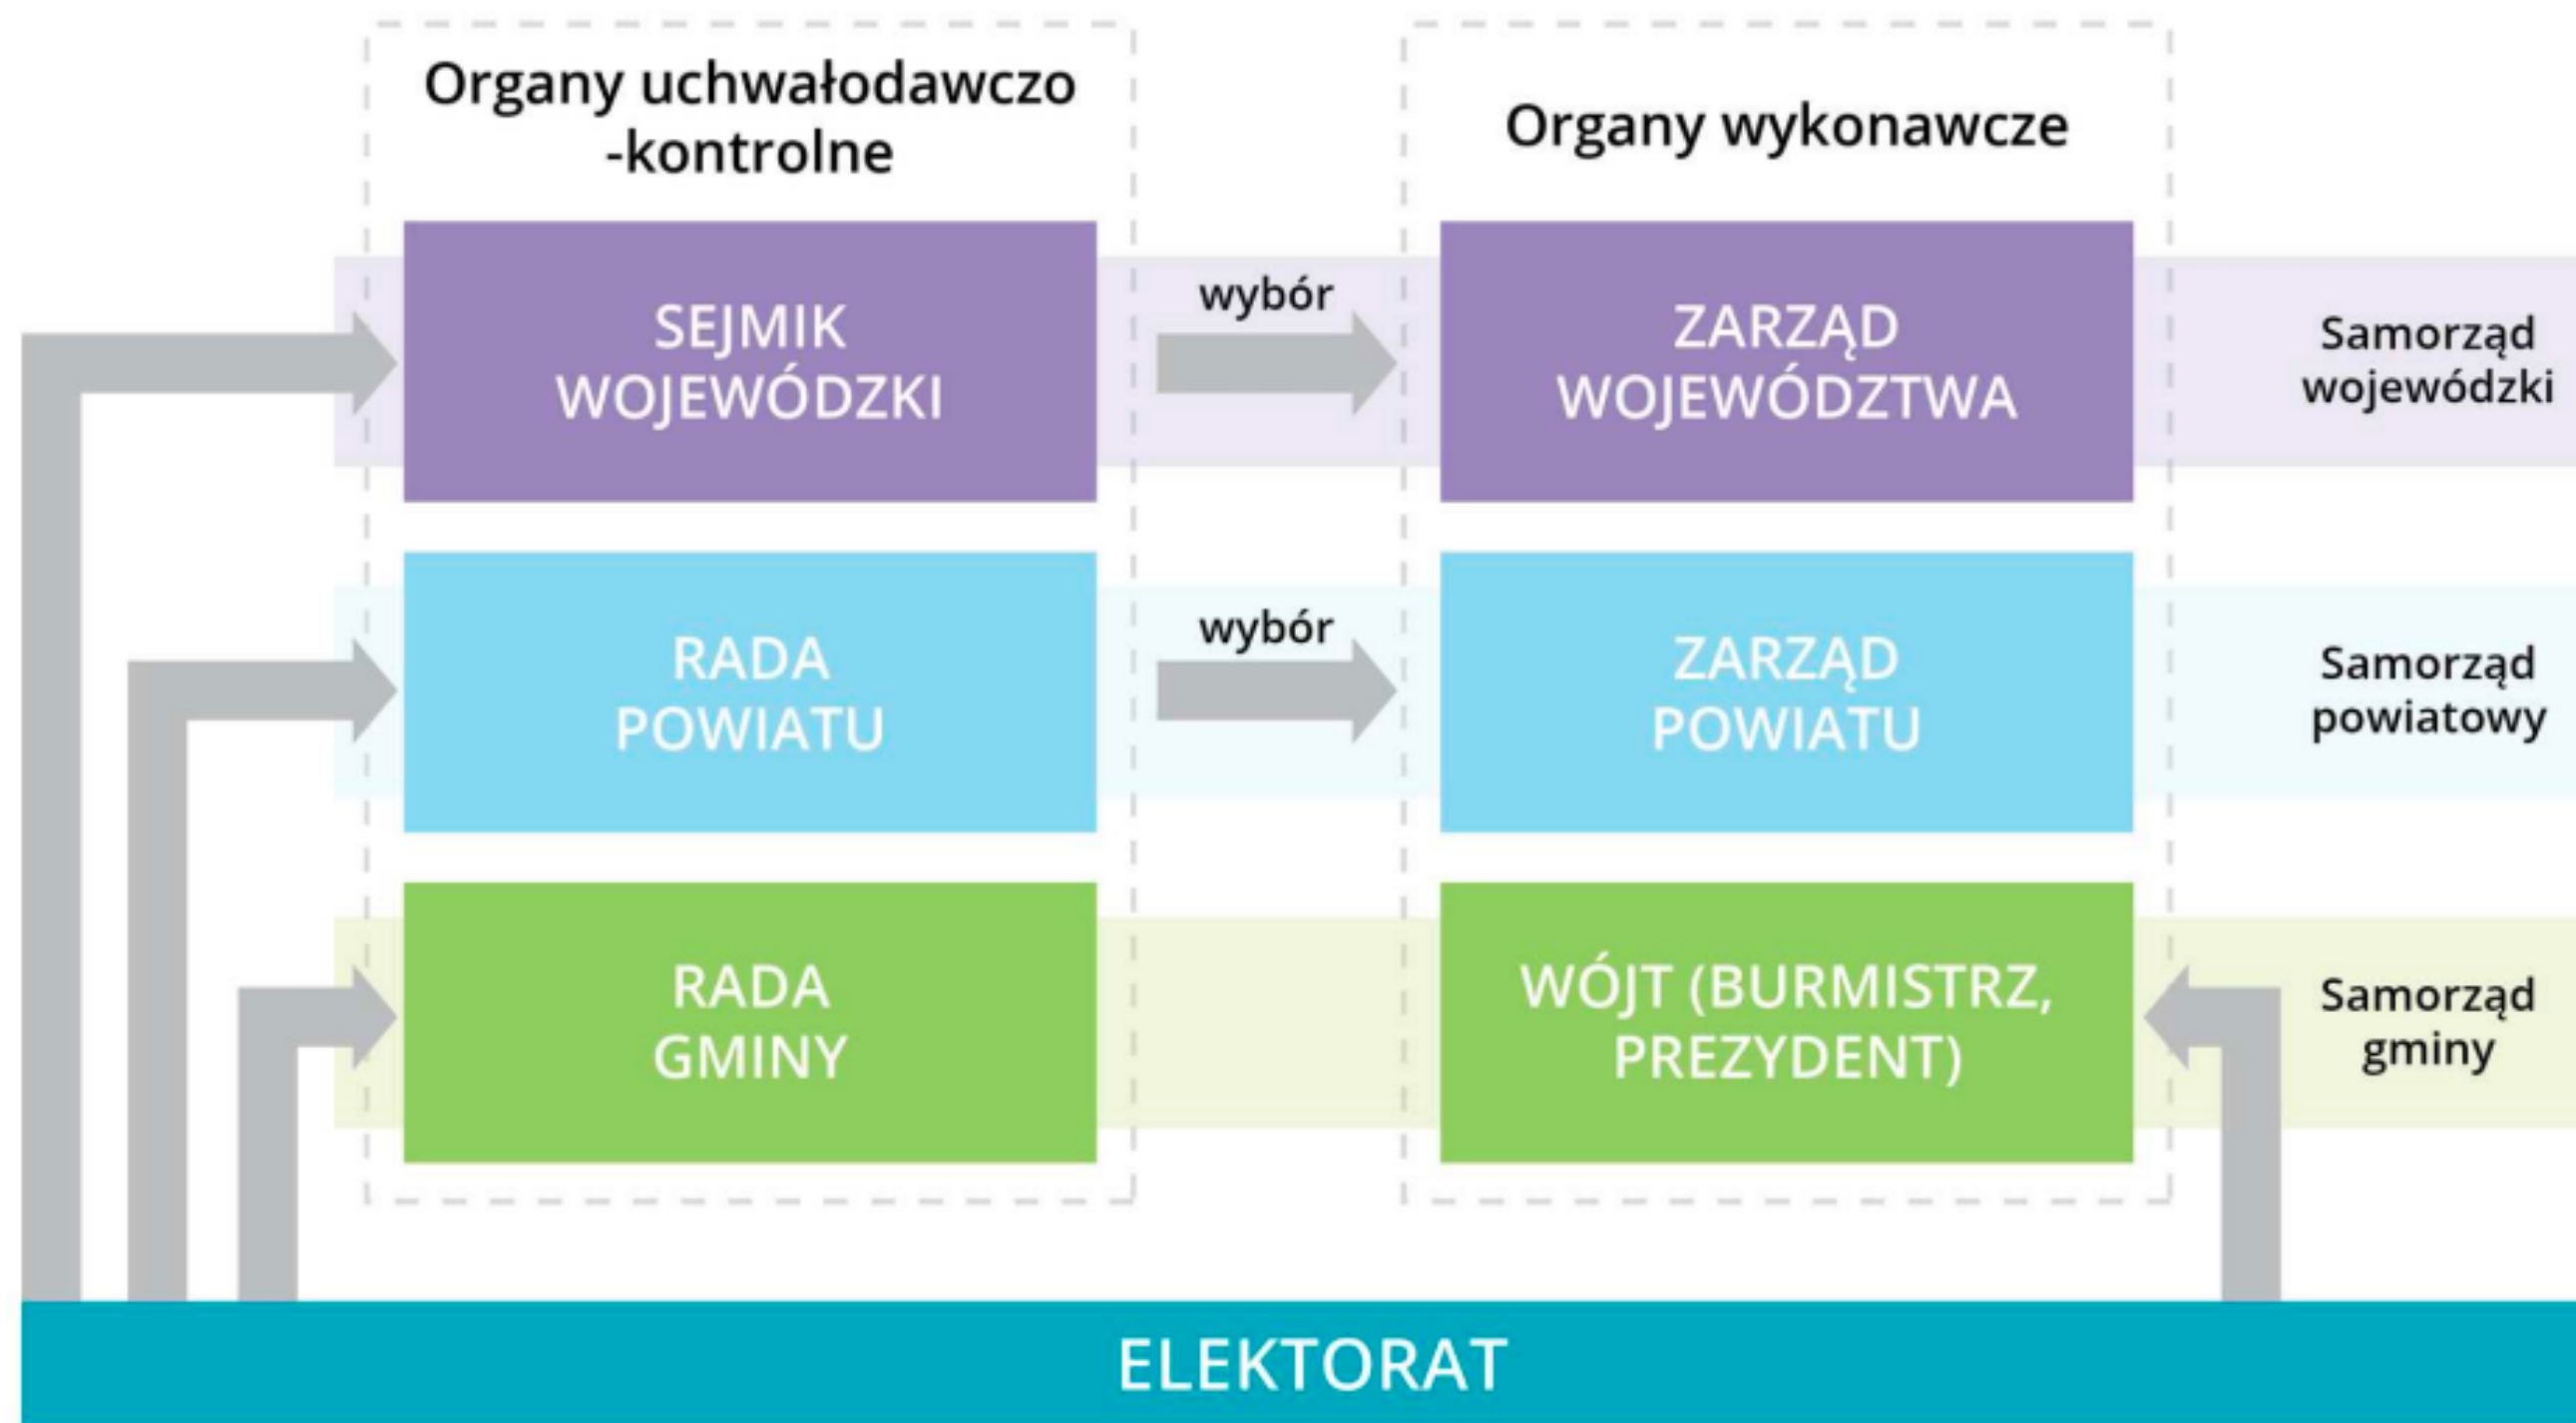 Organy uchwałodawczo
-kontrolne
Organy wykonawcze
SEJMIK
WOJEWÓDZKI
wybór
ZARZĄD
WOJEWÓDZTWA
Samorząd
wojewódzki
RADA
POWIATU
wybór
ZARZĄD
POWIATU
Samorząd
powiatowy
RADA
GMINY
WÓJT (BURMISTRZ,
PREZYDENT)
Samorząd
gminy
ELEKTORAT